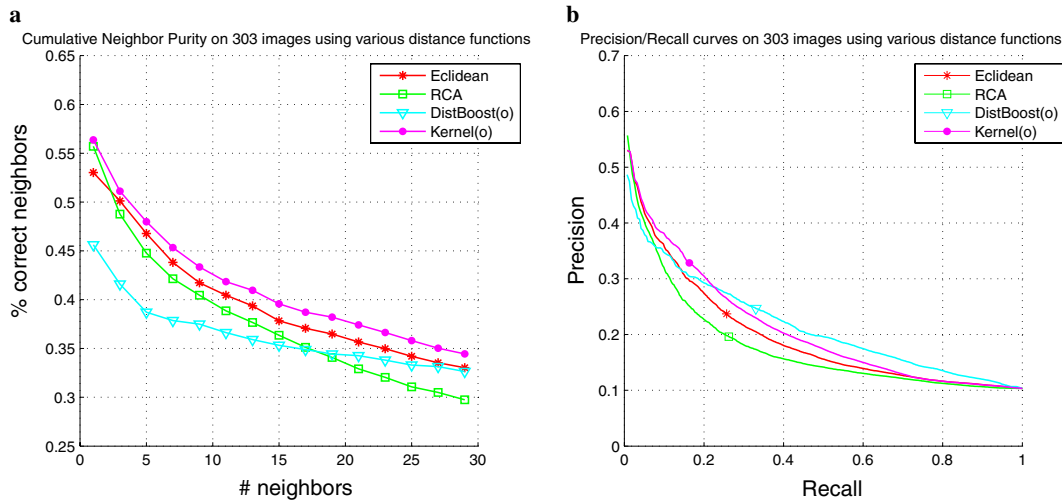 a
Cumulative Neighbor Purity on 303 images using various distance functions
0.65
0.6
0.55
0.5
0.45
0.4
0.35
0.3
0.25
% correct neighbors
0
5
10
15
20
25
30
# neighbors
Eclidean
RCA
DistBoost(o)
Kernel(o)
b
Precision/Recall curves on 303 images using various distance functions
0.7
0.6
0.5
0.4
0.3
0.2
0.1
0
Precision
0
0.2
0.4
0.6
0.8
1
Recall
Eclidean
RCA
DistBoost(o)
Kernel(o)